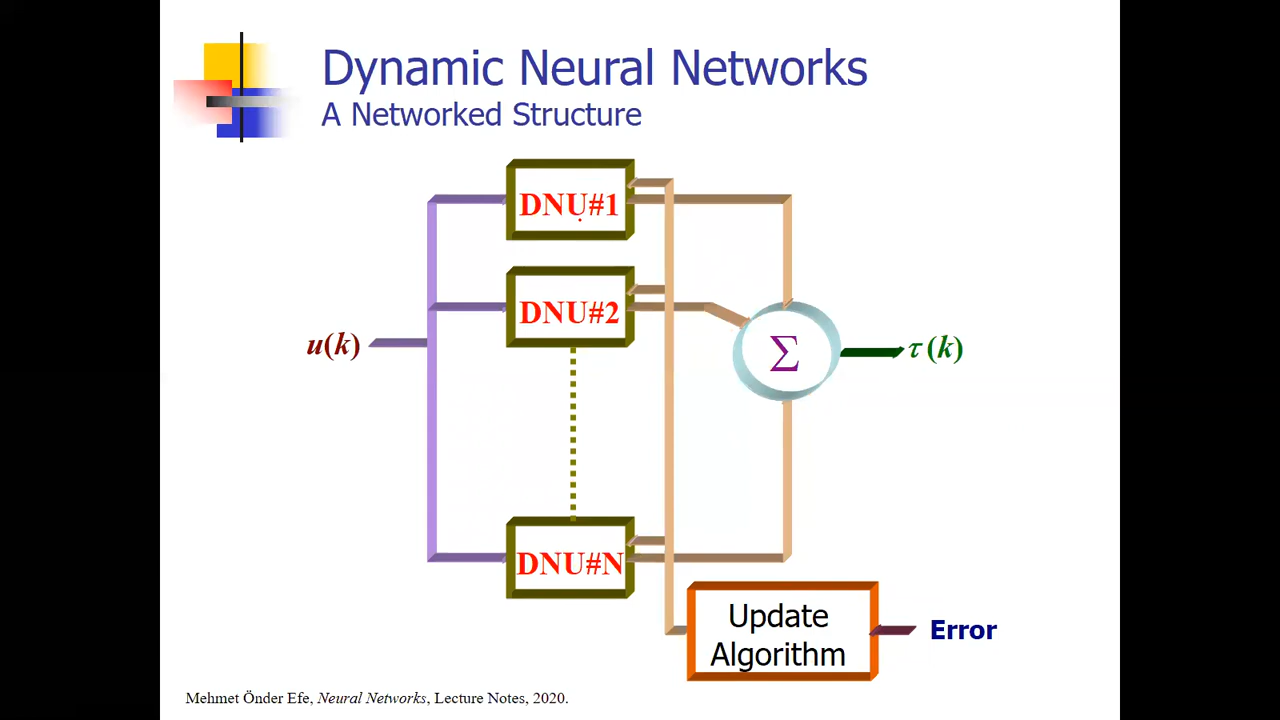 Dynamic Neural Networks
A Networked Structure
DNU#1
DNU#2
u(k)
Σ
τ (k)
DNU#N
Update
Algorithm
Error
Mehmet Önder Efe, Neural Networks, Lecture Notes, 2020.